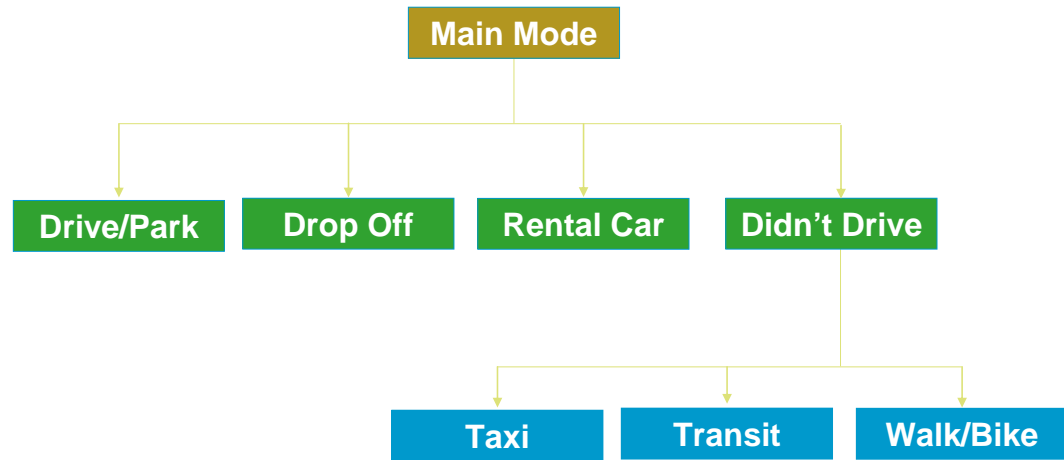 Main Mode
Drive/Park
Drop Off
Rental Car
Didn’t Drive
Taxi
Transit
Walk/Bike